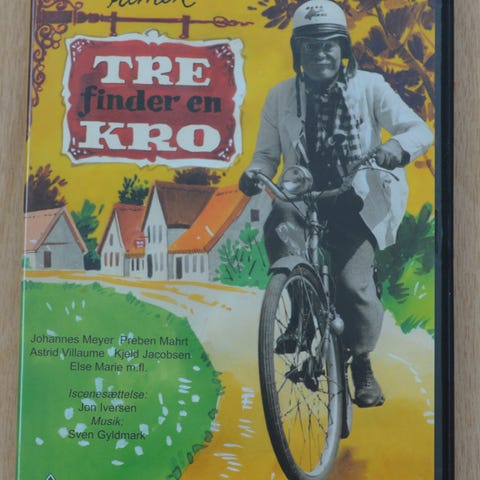 TRE
finder en
KRO
Johannes Meyer Preben Mahrt
Astrid Villaume Kjeld Jacobsen
Else Marie m.fl.
Iscenesættelse:
Jon Iversen
Musik:
Sven Gyldmark